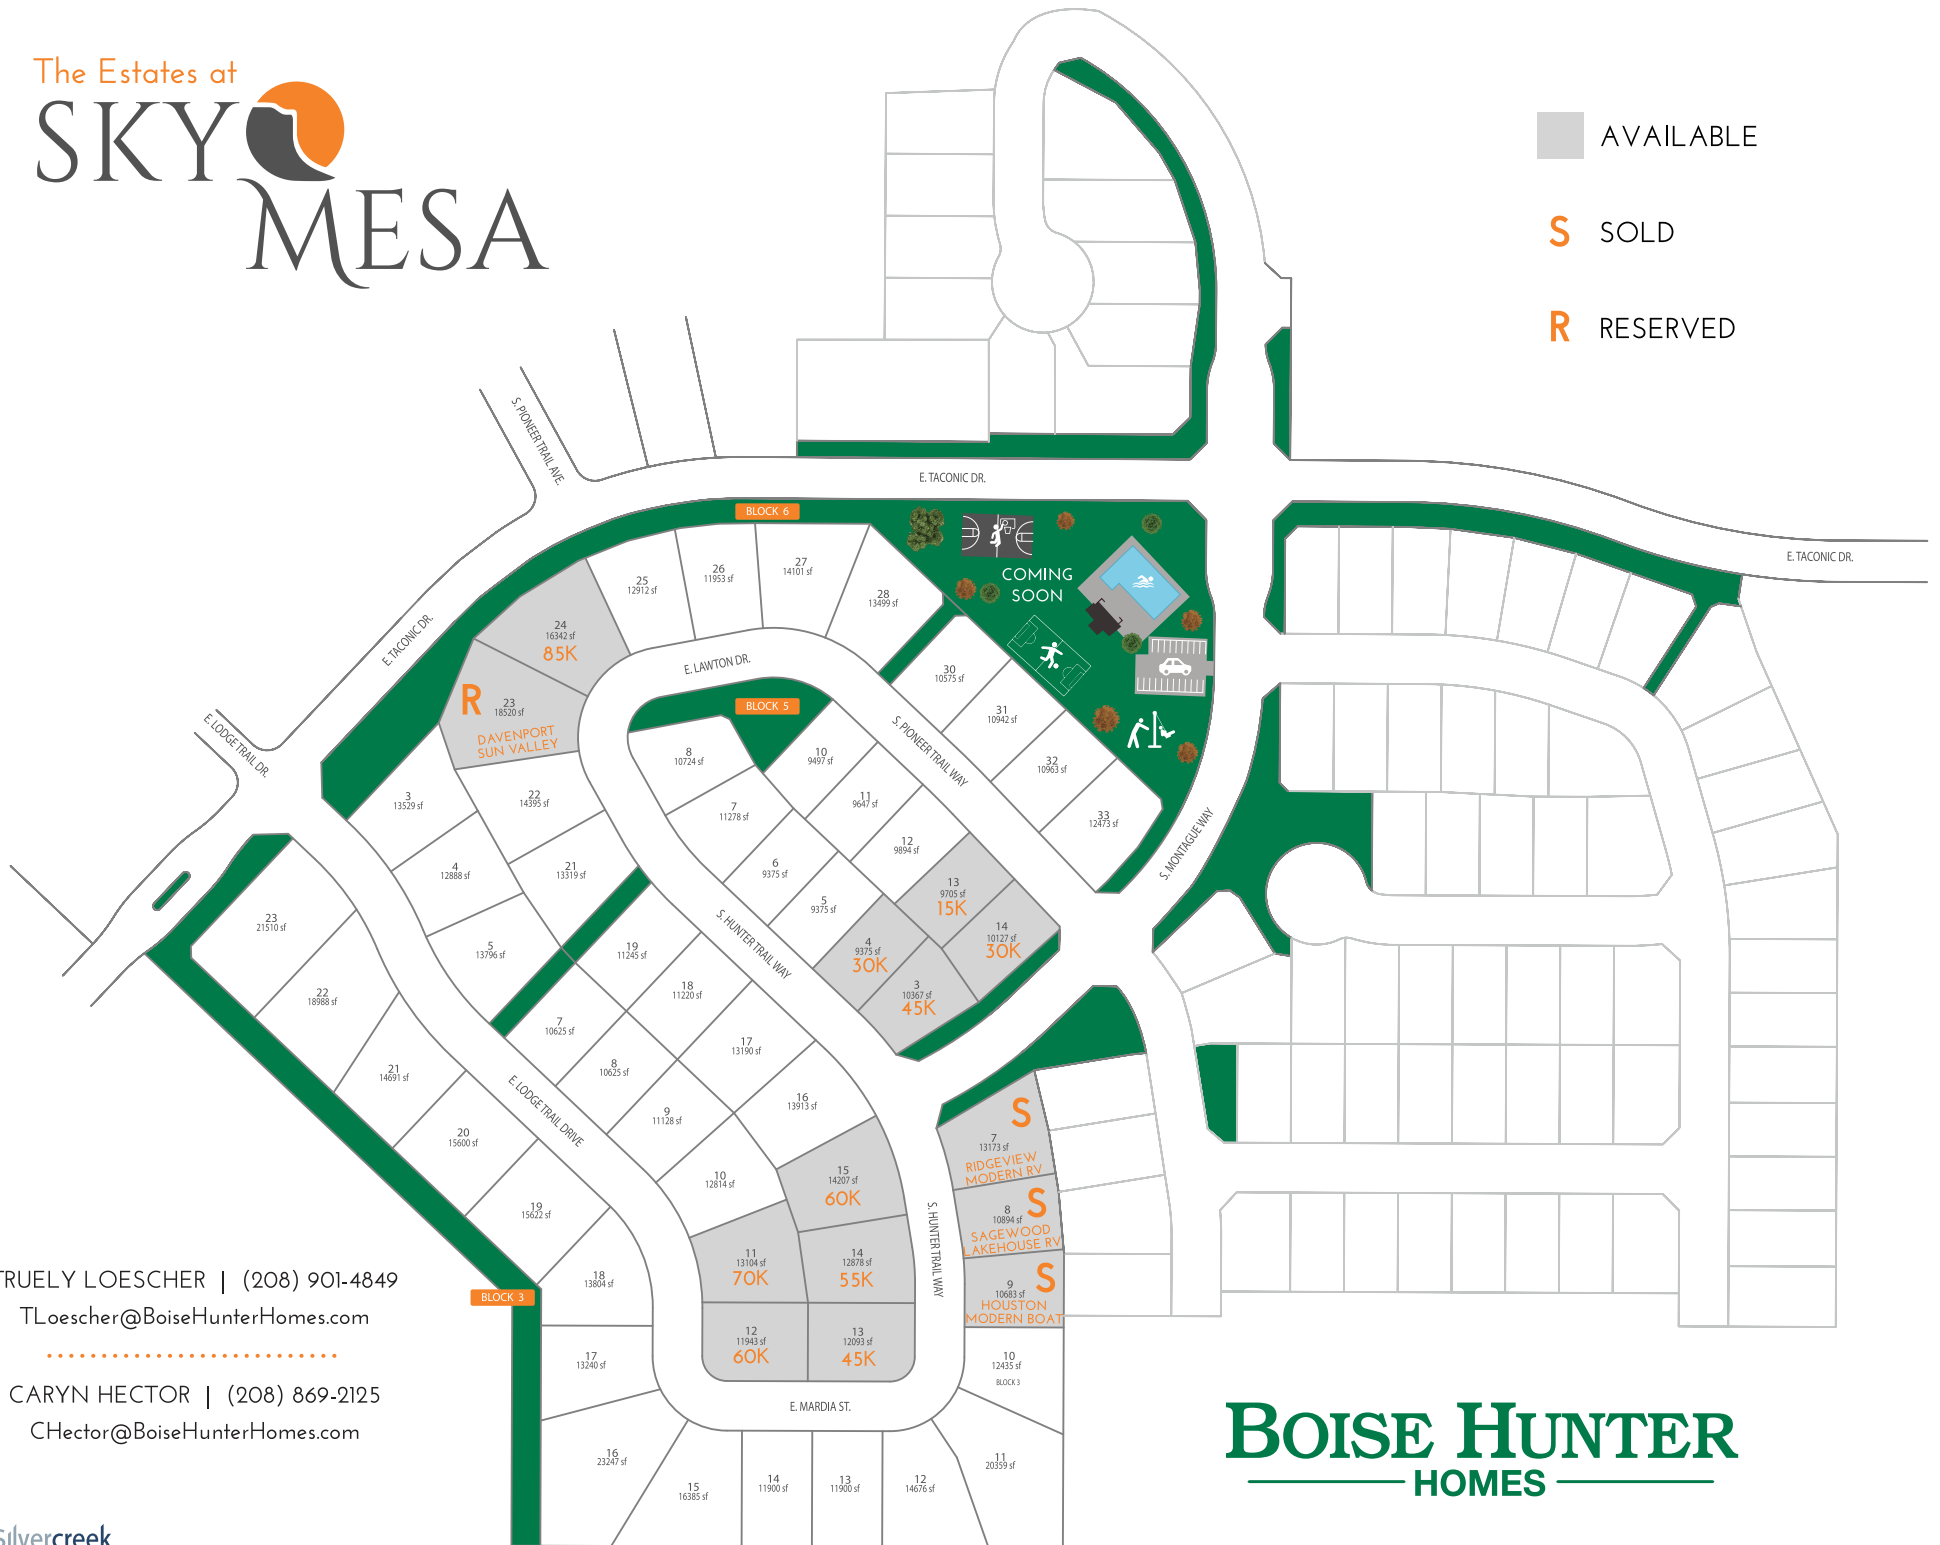 The Estates at
SKY
MESA
AVAILABLE
S SOLD
R RESERVED
S. PIONEER TRAIL AVE.
E. TACONIC DR.
E. TACONIC DR.
E. TACONIC DR.
E. LODGE TRAIL DR.
BLOCK 6
COMING
SOON
25
12912 sf
26
11953 sf
27
14101 sf
28
13499 sf
24
16342 sf
85K
R
23
18520 sf
DAVENPORT
SUN VALLEY
E. LAWTON DR.
BLOCK 5
30
10575 sf
31
10942 sf
32
10963 sf
33
12473 sf
S. PIONEER TRAIL WAY
S. MONTAGUE WAY
8
10724 sf
10
9497 sf
7
11278 sf
11
9647 sf
12
9894 sf
6
9375 sf
5
9375 sf
13
9705 sf
15K
14
10127 sf
30K
4
9375 sf
30K
3
10367 sf
45K
3
13529 sf
22
14395 sf
4
12888 sf
21
13319 sf
5
13796 sf
S. HUNTER TRAIL WAY
19
11245 sf
18
11220 sf
17
13190 sf
16
13913 sf
7
10625 sf
8
10625 sf
9
11128 sf
10
12814 sf
23
21510 sf
22
18988 sf
21
14691 sf
20
15600 sf
19
15622 sf
18
13804 sf
E. LODGE TRAIL DRIVE
15
14207 sf
60K
11
13104 sf
70K
14
12878 sf
55K
12
11943 sf
60K
13
12093 sf
45K
S. HUNTER TRAIL WAY
S
7
13173 sf
RIDGEVIEW
MODERN RV
S
8
10894 sf
SAGEWOOD
LAKEHOUSE RV
S
9
10683 sf
HOUSTON
MODERN BOAT
10
12435 sf
BLOCK 3
E. MARDIA ST.
BLOCK 3
17
13240 sf
16
23247 sf
15
16385 sf
14
11900 sf
13
11900 sf
12
14676 sf
11
20359 sf
TRUELY LOESCHER | (208) 901-4849
TLoescher@BoiseHunterHomes.com
CARYN HECTOR | (208) 869-2125
CHector@BoiseHunterHomes.com
silvercreek
BOISE HUNTER
HOMES